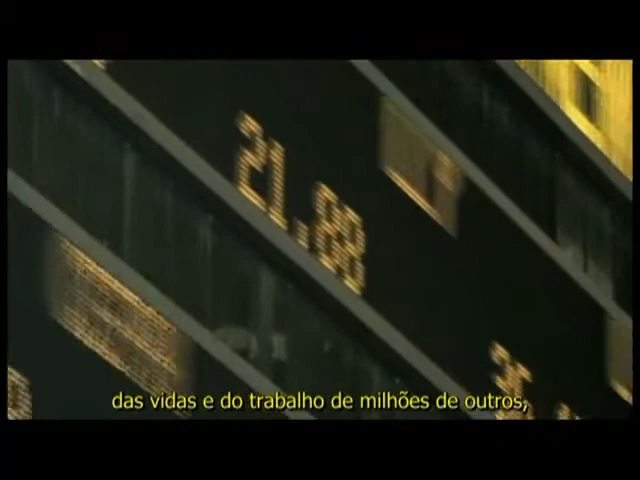 21.88
das vidas e do trabalho de milhões de outros,